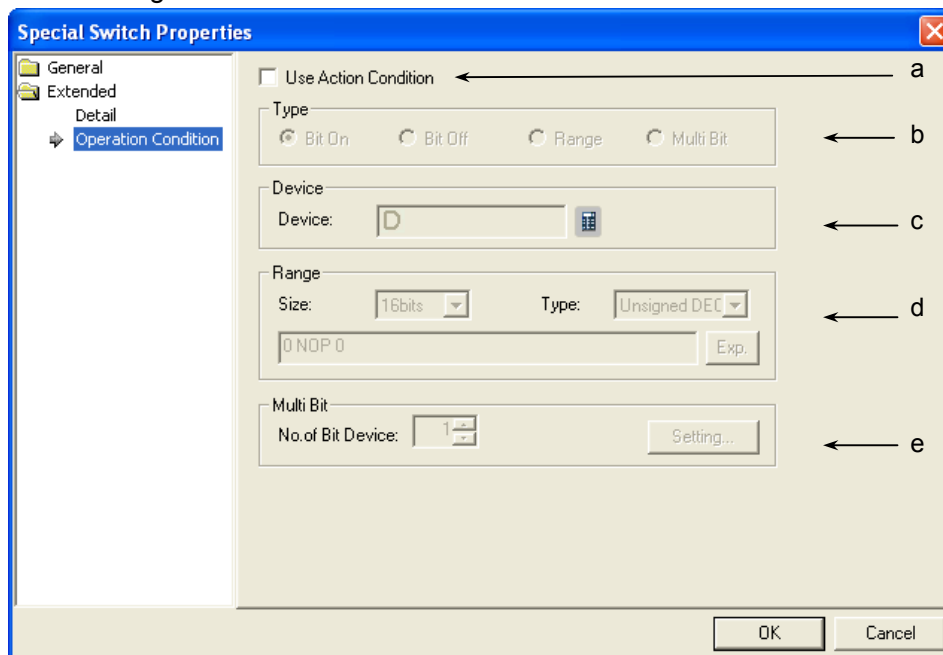 Special Switch Properties
General
Extended
Detail
Operation Condition
Use Action Condition
a
Type
Bit On Bit Off Range Multi Bit
b
Device
Device: D
c
Range
Size: 16bits Type: Unsigned DEC
d
0 NOP 0 Exp.
Multi Bit
No.of Bit Device: 1 Setting...
e
OK Cancel